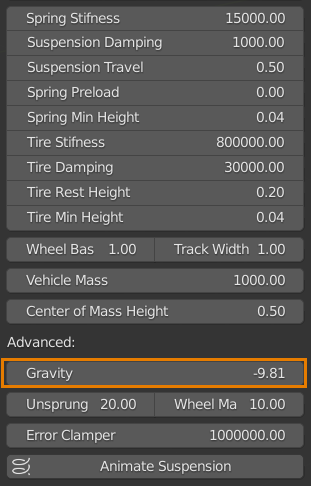 Spring Stifness 15000.00
Suspension Damping 1000.00
Suspension Travel 0.50
Spring Preload 0.00
Spring Min Height 0.04
Tire Stifness 800000.00
Tire Damping 30000.00
Tire Rest Height 0.20
Tire Min Height 0.04
Wheel Bas 1.00 Track Width 1.00
Vehicle Mass 1000.00
Center of Mass Height 0.50
Advanced:
Gravity -9.81
Unsprung 20.00 Wheel Ma 10.00
Error Clamper 1000000.00
Animate Suspension